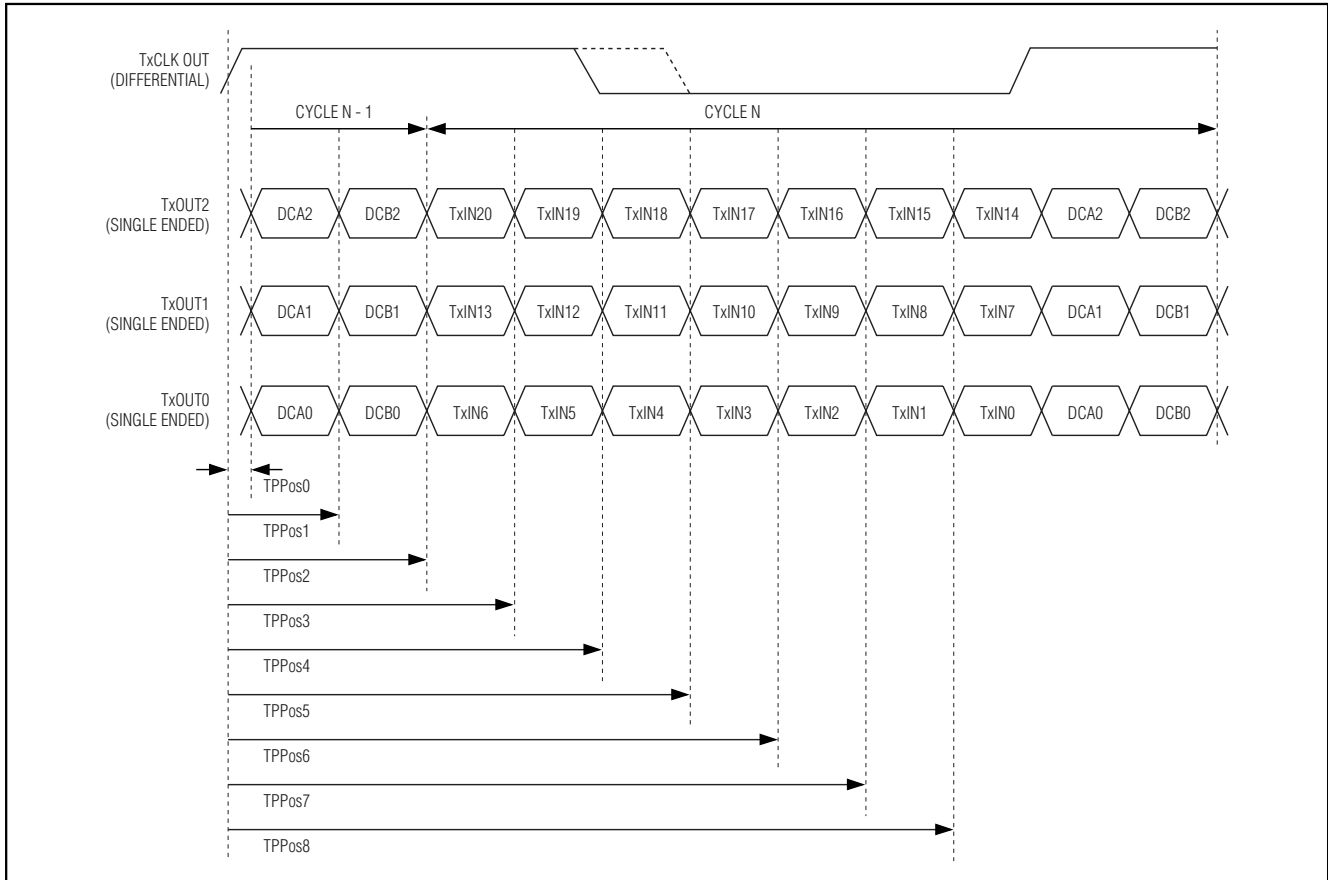 TxCLK OUT
(DIFFERENTIAL)
CYCLE N - 1
CYCLE N
TxOUT2
(SINGLE ENDED)
DCA2 DCB2 TxIN20 TxIN19 TxIN18 TxIN17 TxIN16 TxIN15 TxIN14 DCA2 DCB2
TxOUT1
(SINGLE ENDED)
DCA1 DCB1 TxIN13 TxIN12 TxIN11 TxIN10 TxIN9 TxIN8 TxIN7 DCA1 DCB1
TxOUT0
(SINGLE ENDED)
DCA0 DCB0 TxIN6 TxIN5 TxIN4 TxIN3 TxIN2 TxIN1 TxIN0 DCA0 DCB0
TPPos0
TPPos1
TPPos2
TPPos3
TPPos4
TPPos5
TPPos6
TPPos7
TPPos8